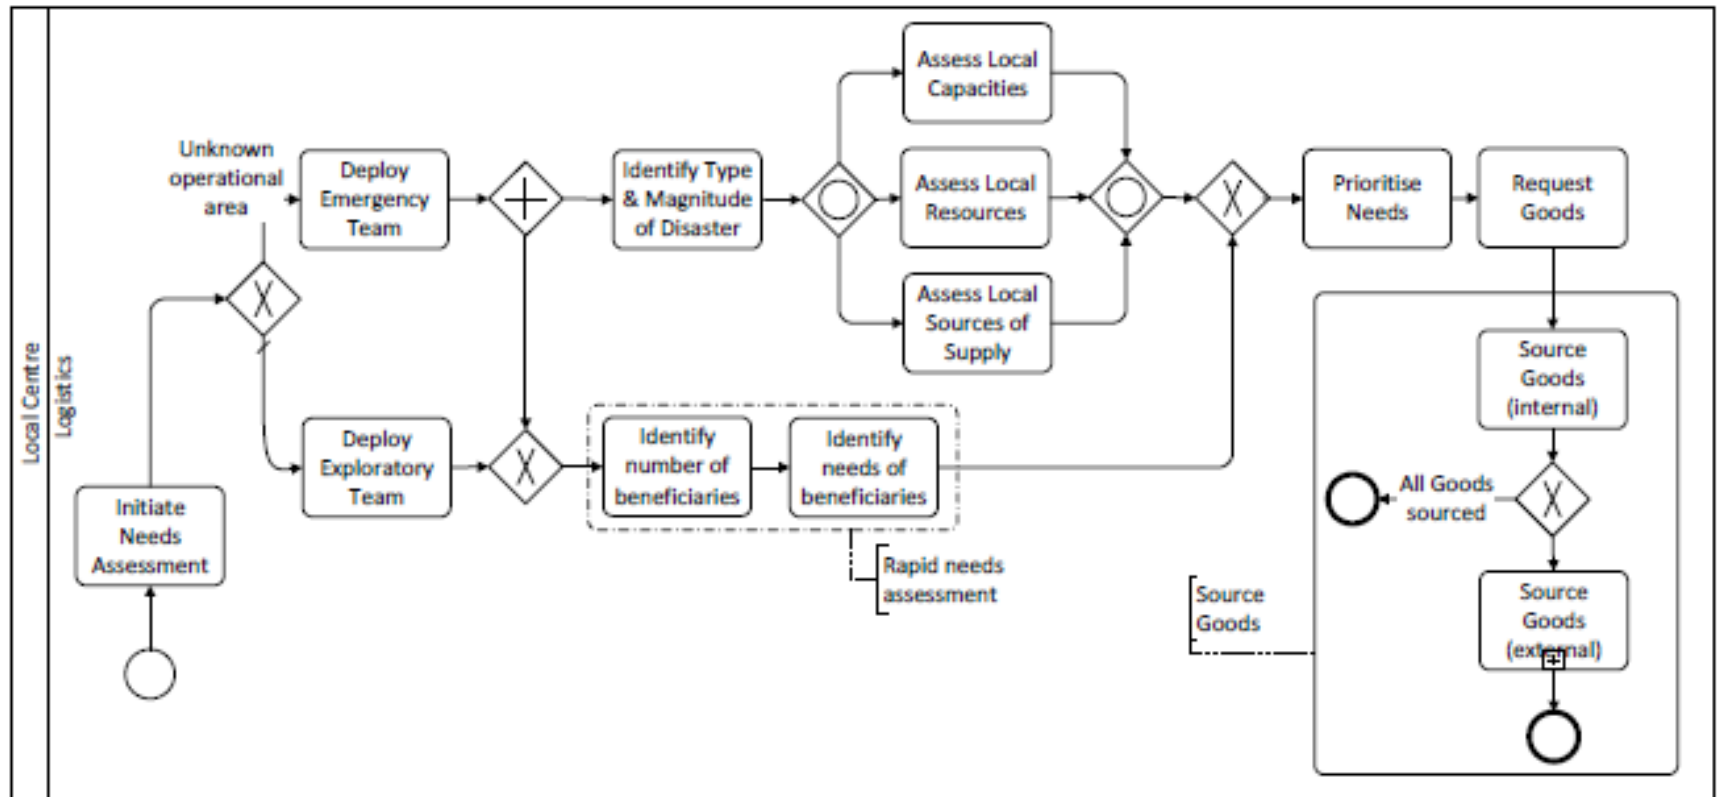 Local Centre
Logistics
Initiate
Needs
Assessment
Unknown
operational
area
Deploy
Emergency
Team
Deploy
Exploratory
Team
Identify Type
& Magnitude
of Disaster
Assess Local
Capacities
Assess Local
Resources
Assess Local
Sources of
Supply
Identify
number of
beneficiaries
Identify
needs of
beneficiaries
Rapid needs
assessment
Prioritise
Needs
Request
Goods
Source
Goods
(internal)
All Goods
sourced
Source
Goods
(external)
Source
Goods